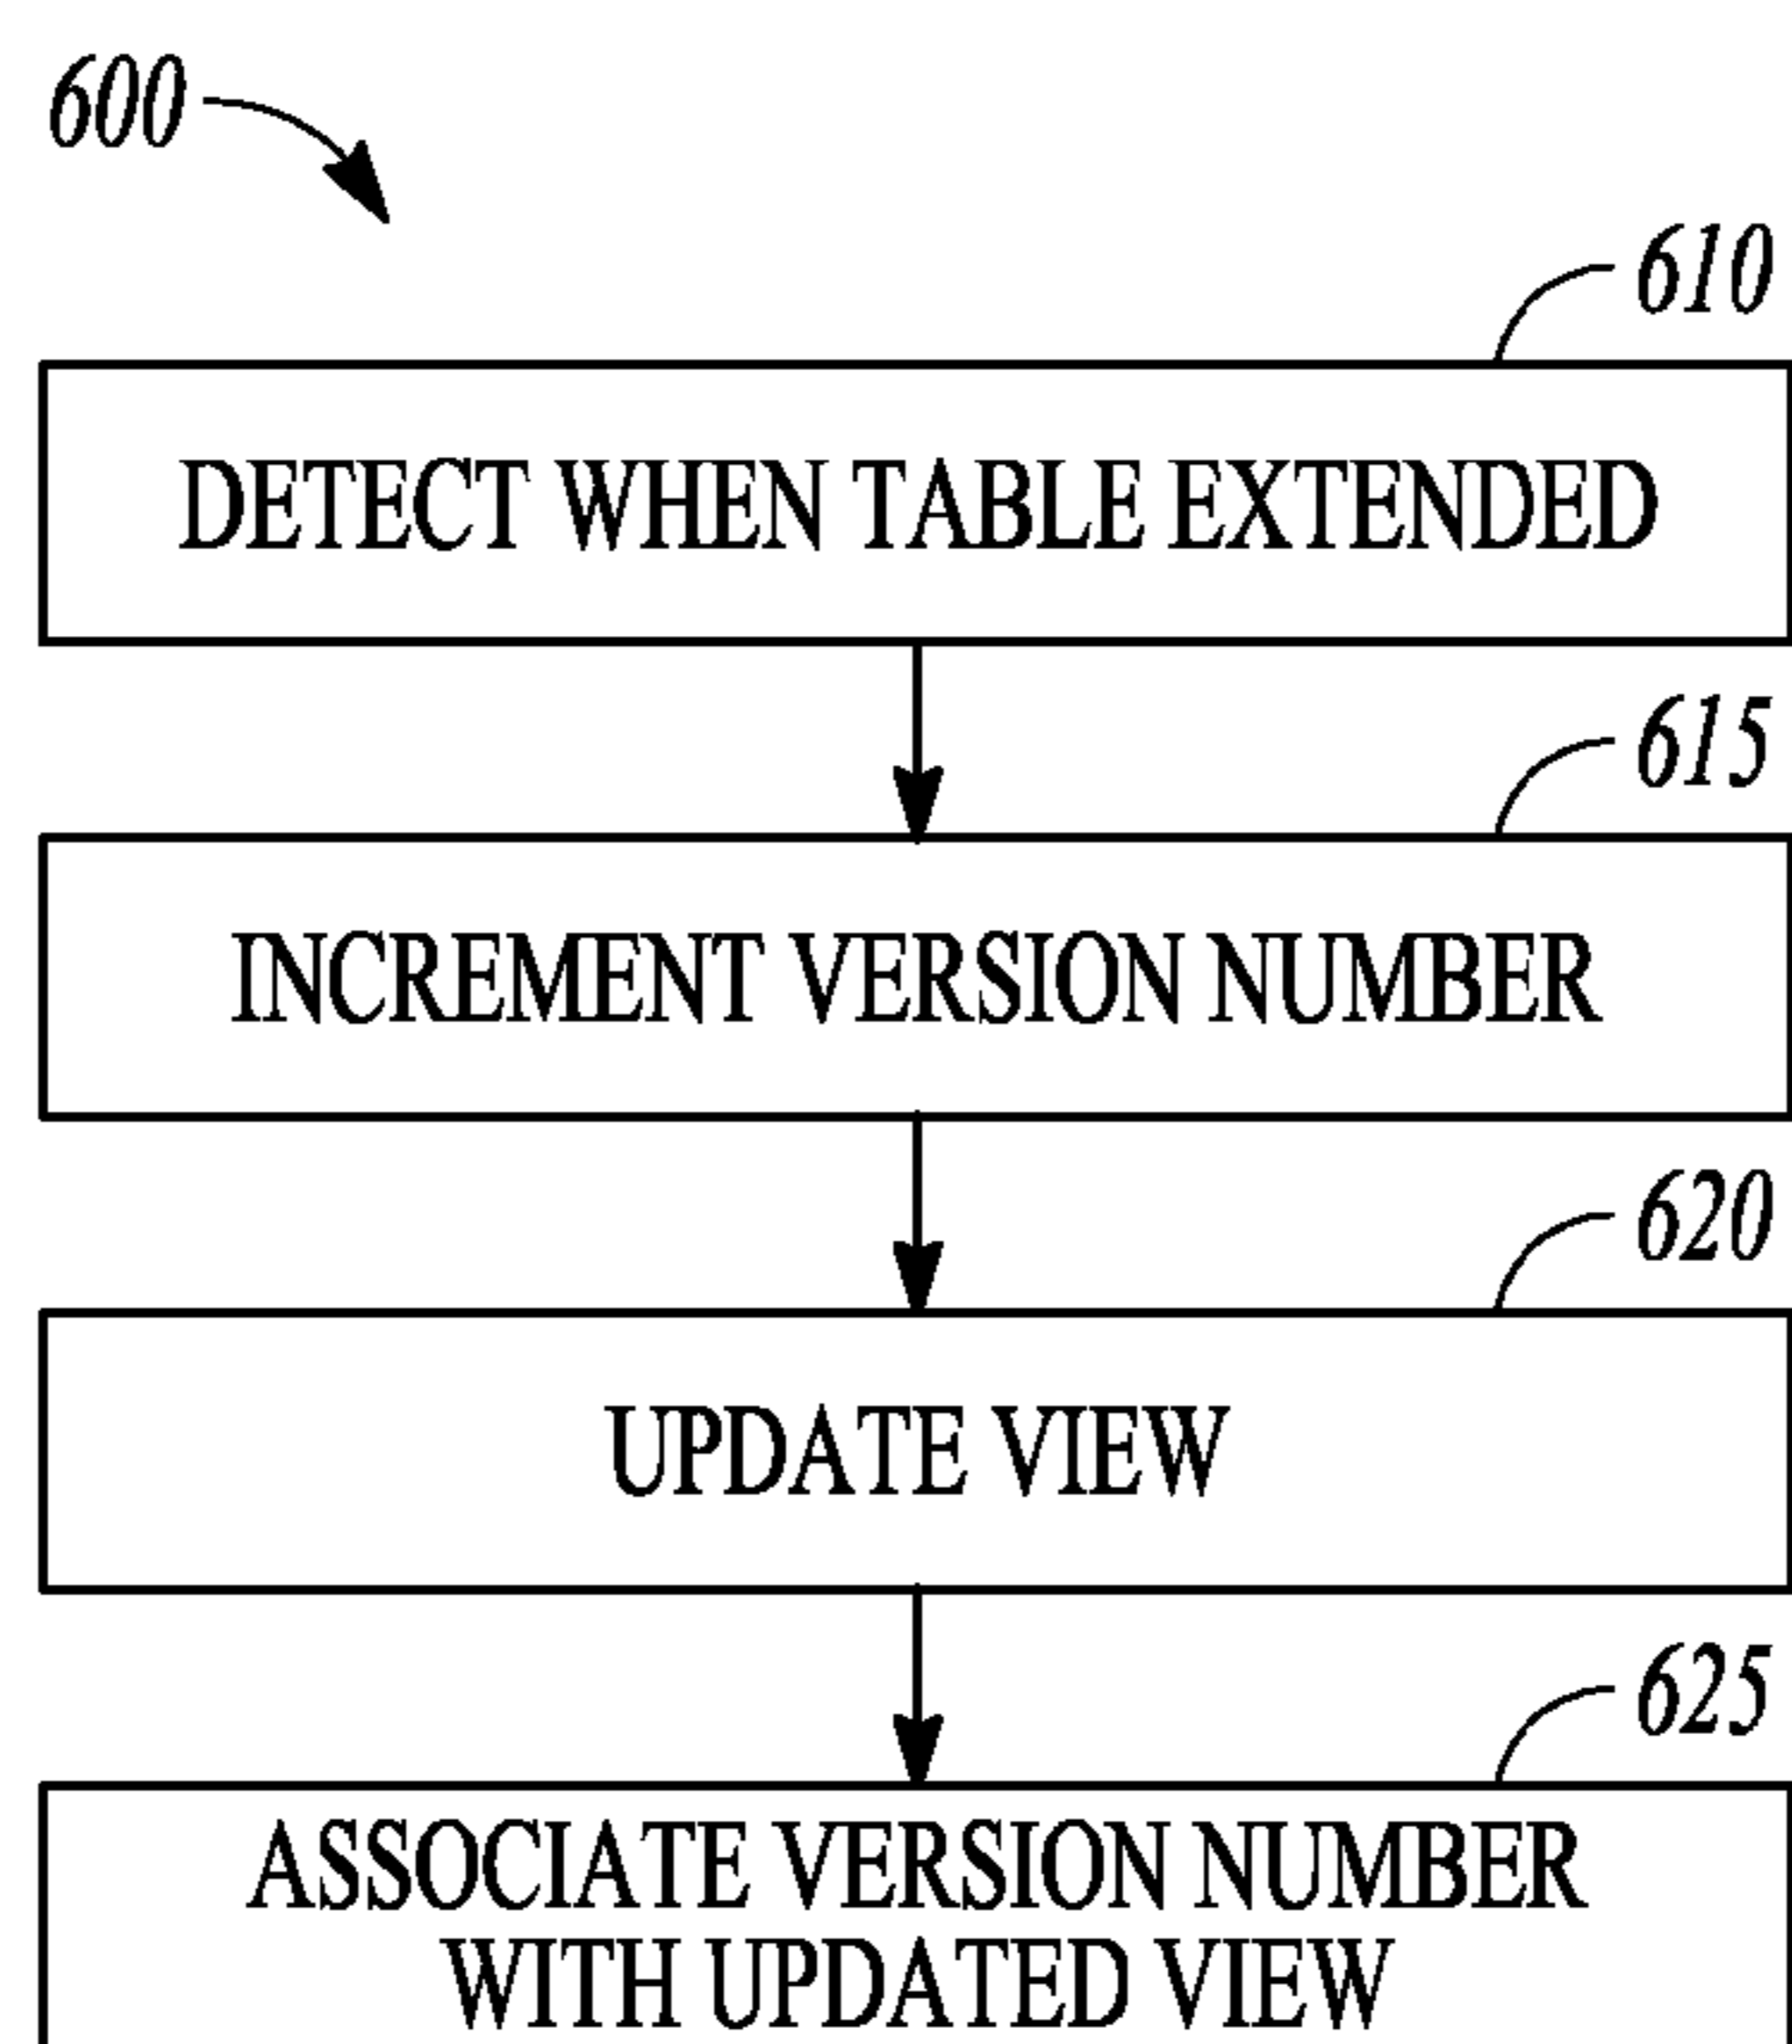 600
610
DETECT WHEN TABLE EXTENDED
615
INCREMENT VERSION NUMBER
620
UPDATE VIEW
625
ASSOCIATE VERSION NUMBER
WITH UPDATED VIEW